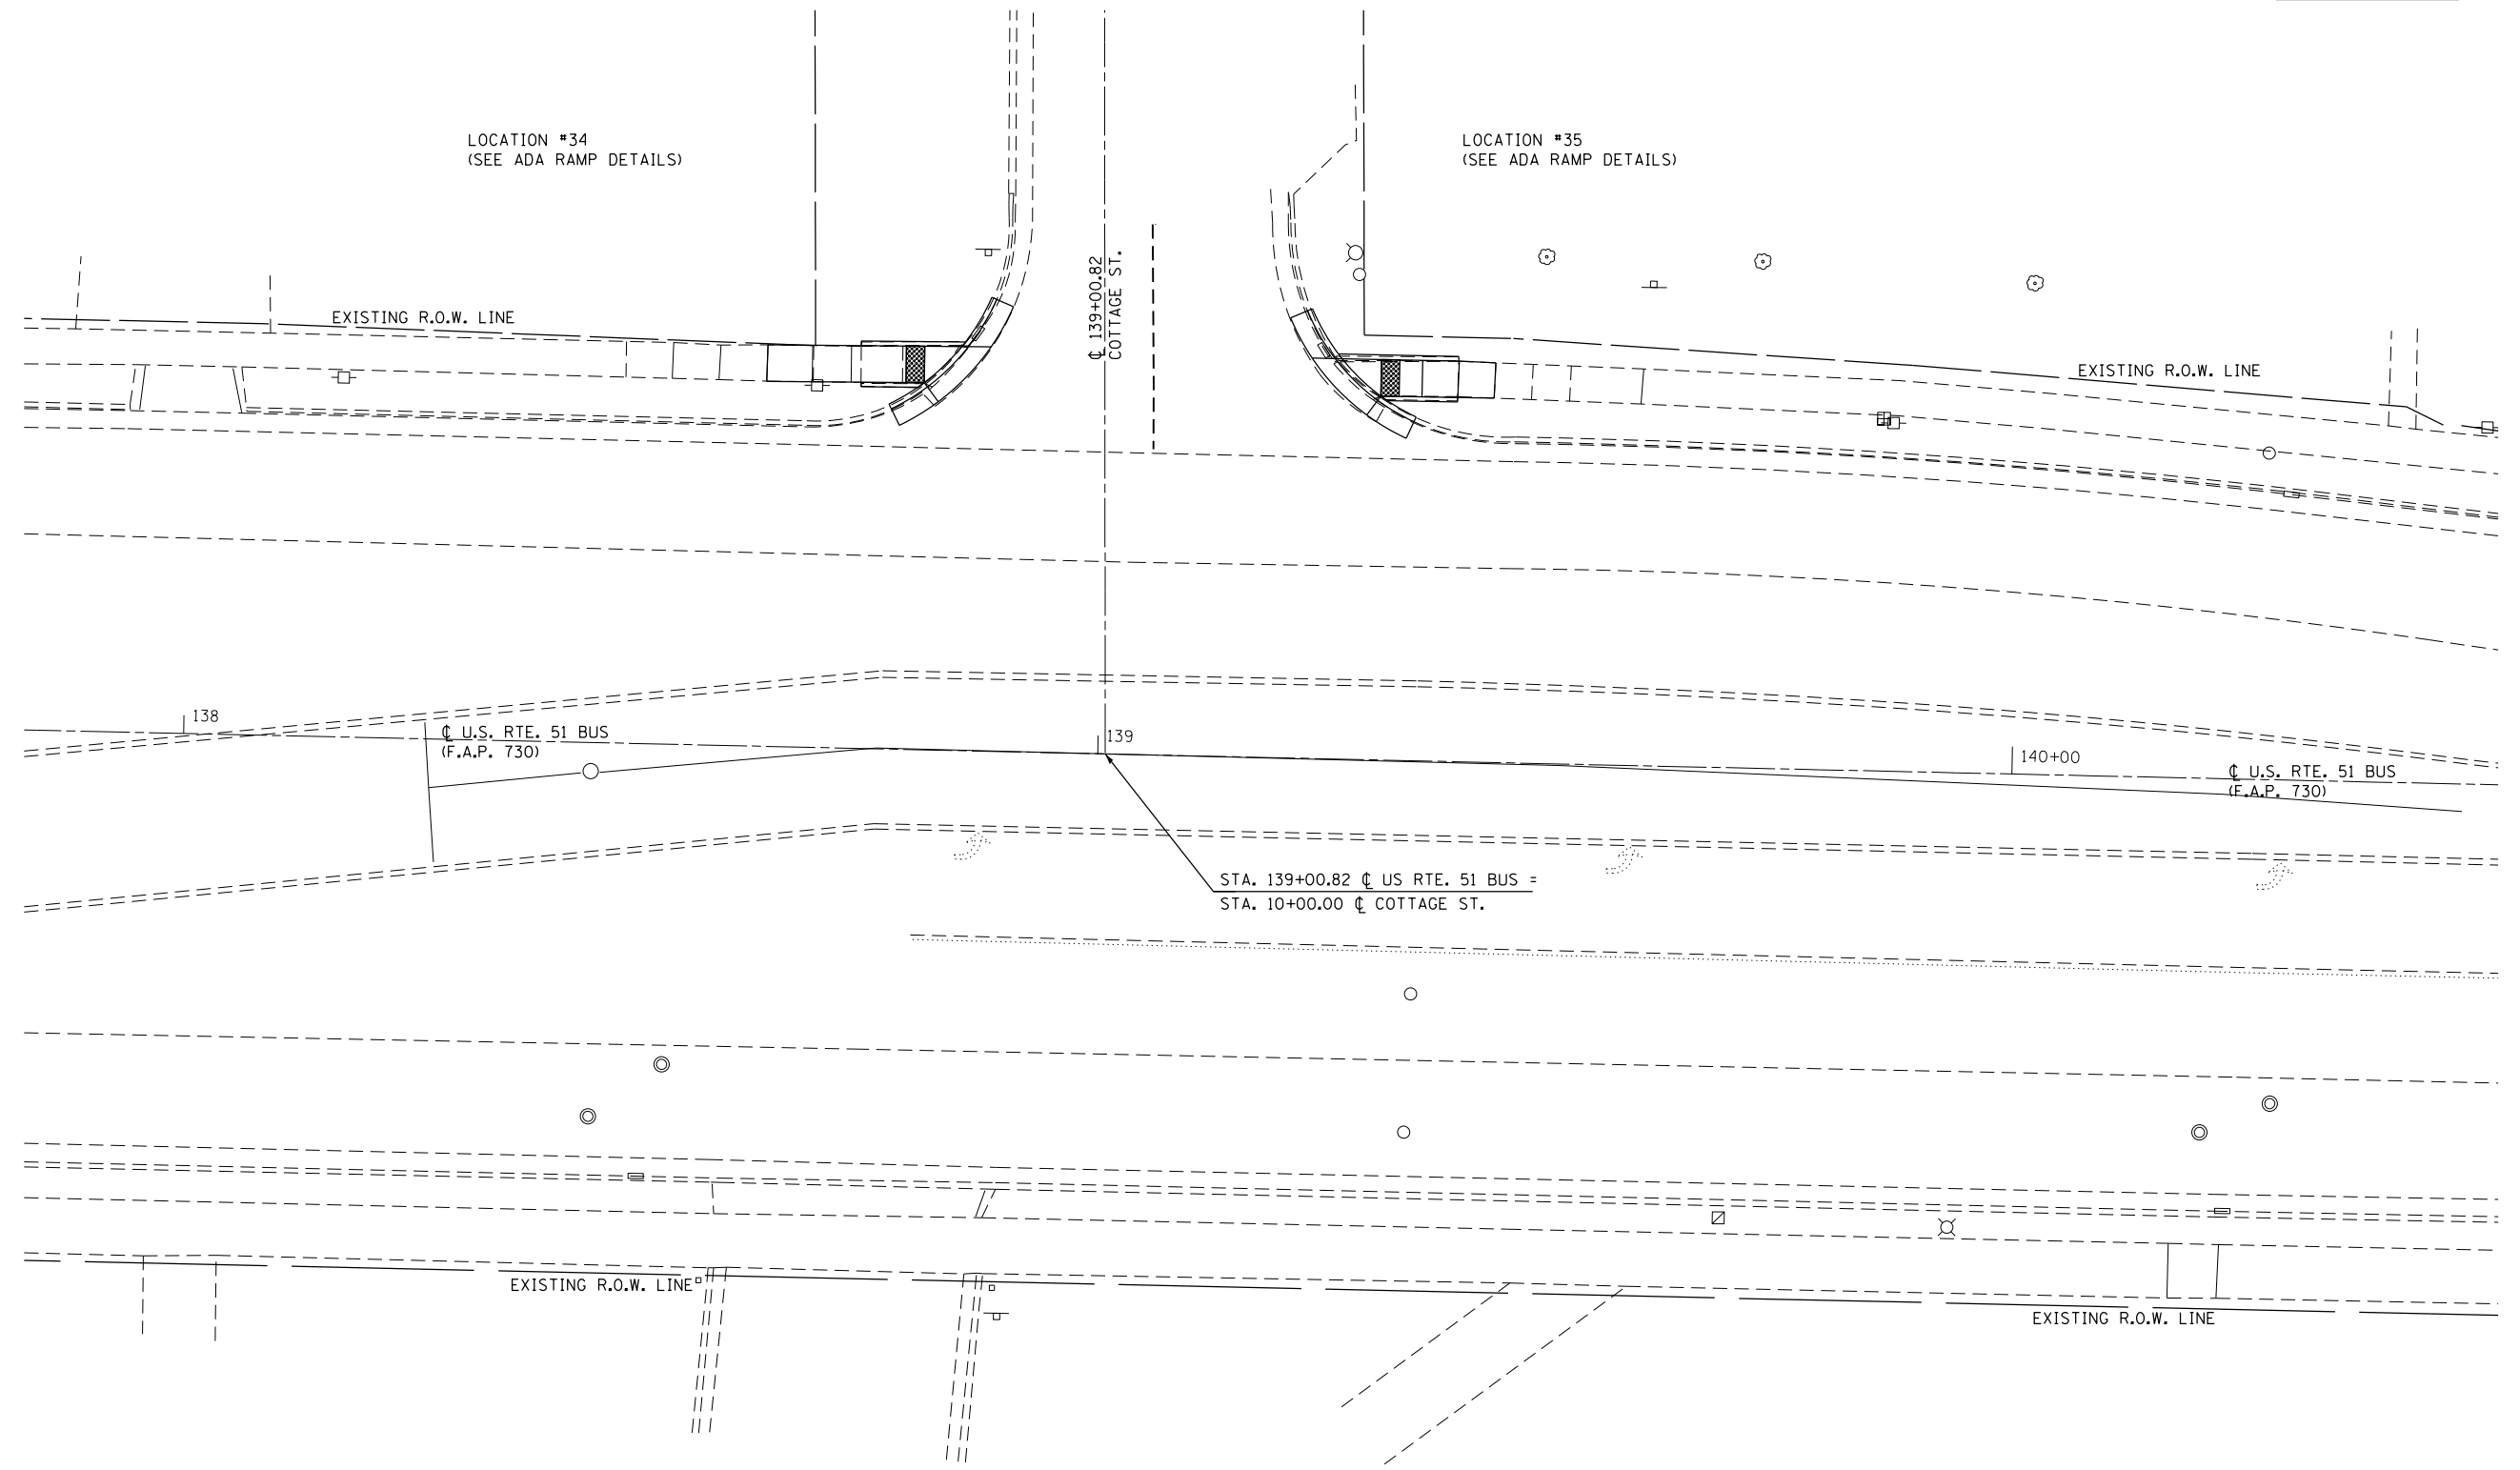 LOCATION #34
(SEE ADA RAMP DETAILS)
LOCATION #35
(SEE ADA RAMP DETAILS)
EXISTING R.O.W. LINE
℄ 139+00.82
COTTAGE ST.
EXISTING R.O.W. LINE
138
℄ U.S. RTE. 51 BUS
(F.A.P. 730)
139
140+00
℄ U.S. RTE. 51 BUS
(F.A.P. 730)
STA. 139+00.82 ℄ US RTE. 51 BUS =
STA. 10+00.00 ℄ COTTAGE ST.
EXISTING R.O.W. LINE
EXISTING R.O.W. LINE